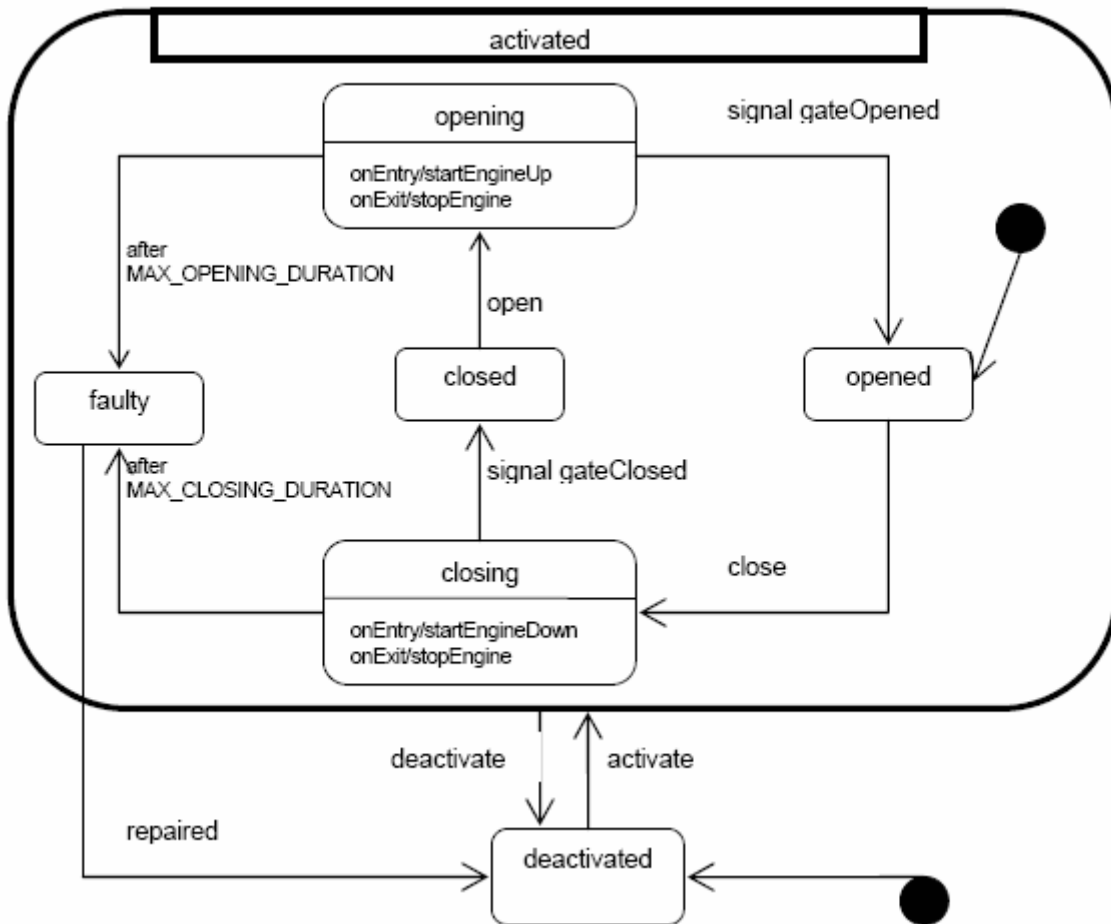 activated
opening
signal gateOpened
onEntry/startEngineUp
onExit/stopEngine
after
MAX_OPENING_DURATION
open
closed
opened
faulty
after
MAX_CLOSING_DURATION
signal gateClosed
closing
close
onEntry/startEngineDown
onExit/stopEngine
deactivate
activate
repaired
deactivated